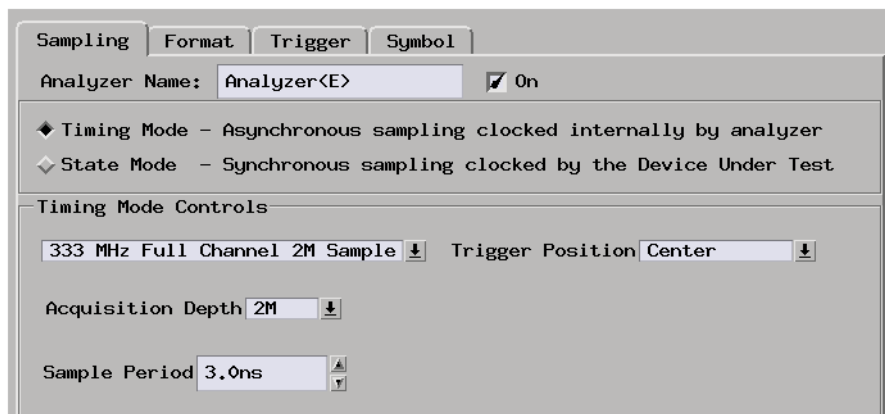 Sampling Format Trigger Symbol
Analyzer Name: Analyzer<E> On
Timing Mode - Asynchronous sampling clocked internally by analyzer
State Mode - Synchronous sampling clocked by the Device Under Test
Timing Mode Controls
333 MHz Full Channel 2M Sample Trigger Position Center
Acquisition Depth 2M
Sample Period 3.0ns